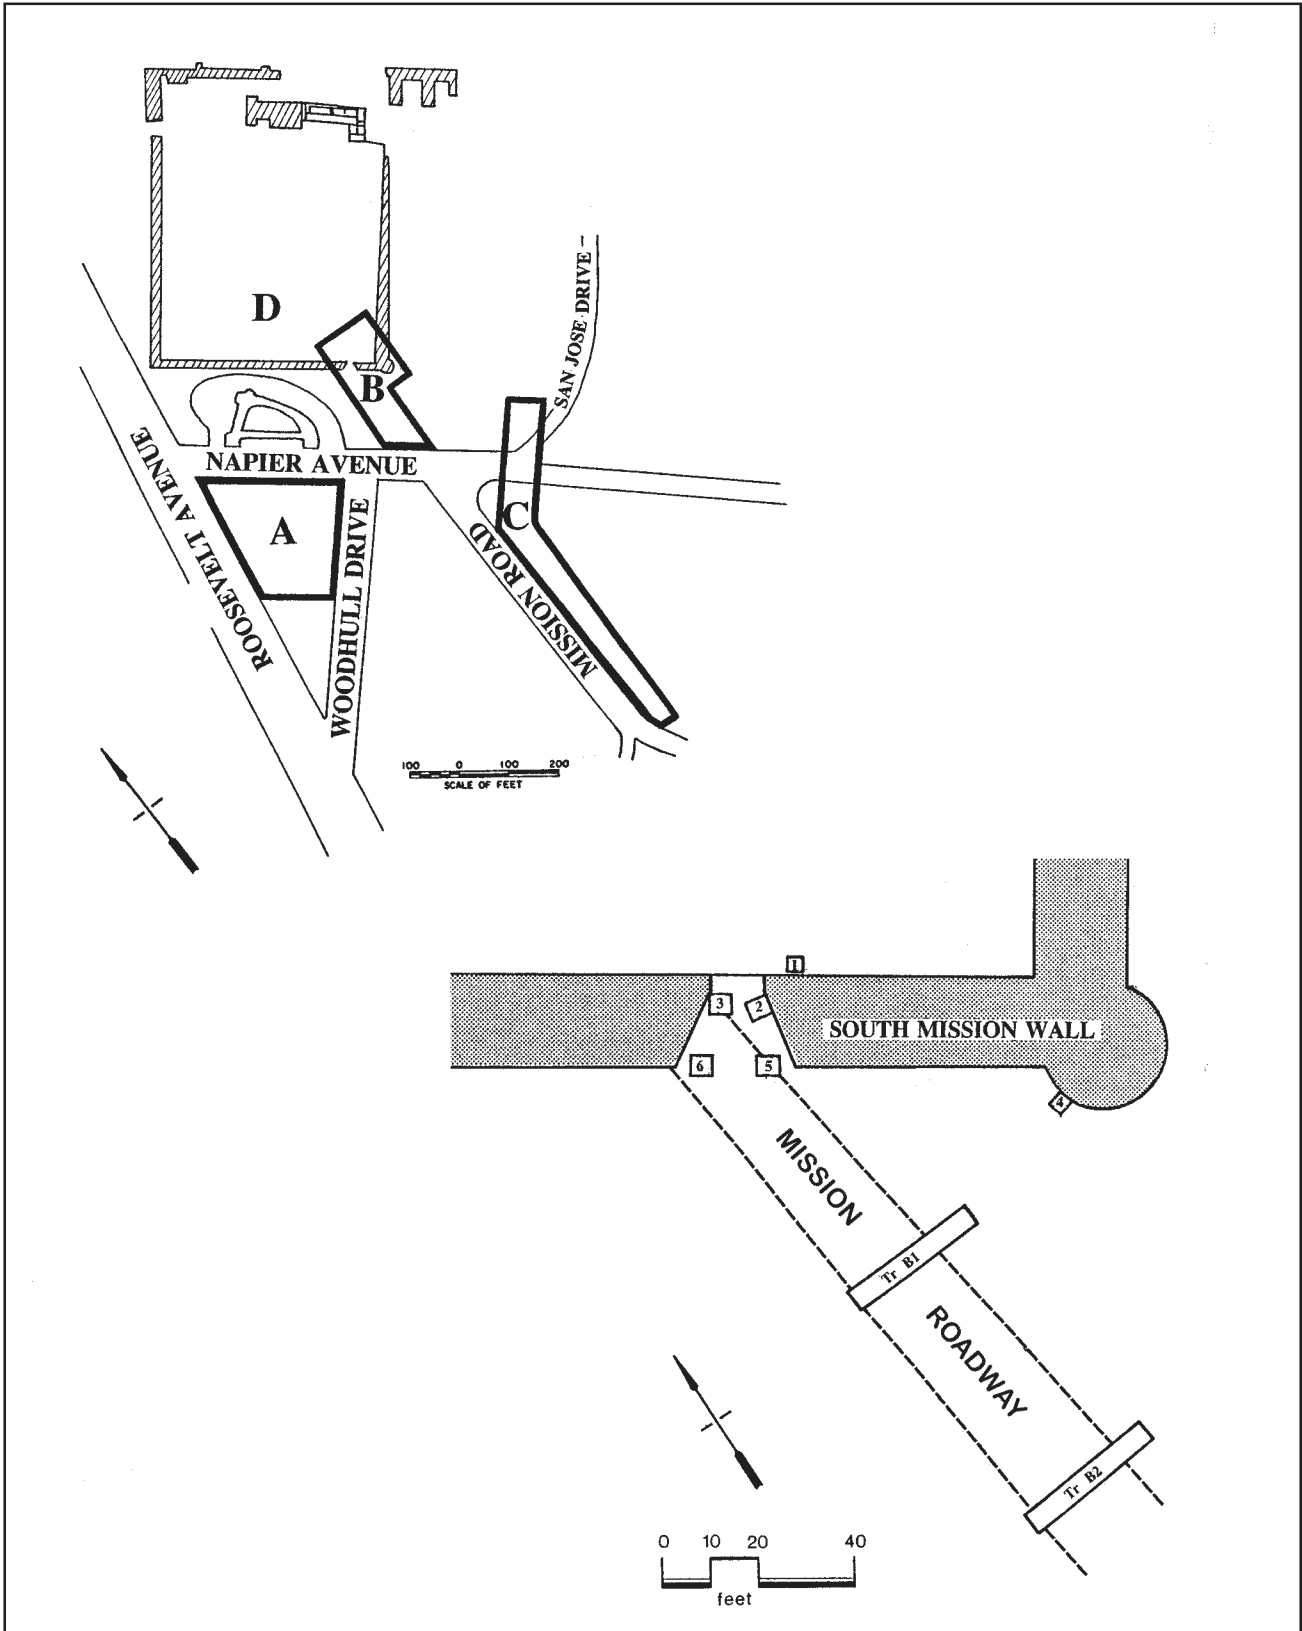 D
SAN JOSE DRIVE
B
NAPIER AVENUE
ROOSEVELT AVENUE
A
WOODHULL DRIVE
C
MISSION ROAD
100 0 100 200
SCALE OF FEET
1
3
2
SOUTH MISSION WALL
6
5
4
MISSION
Tr B1
ROADWAY
Tr B2
0 10 20 40
feet